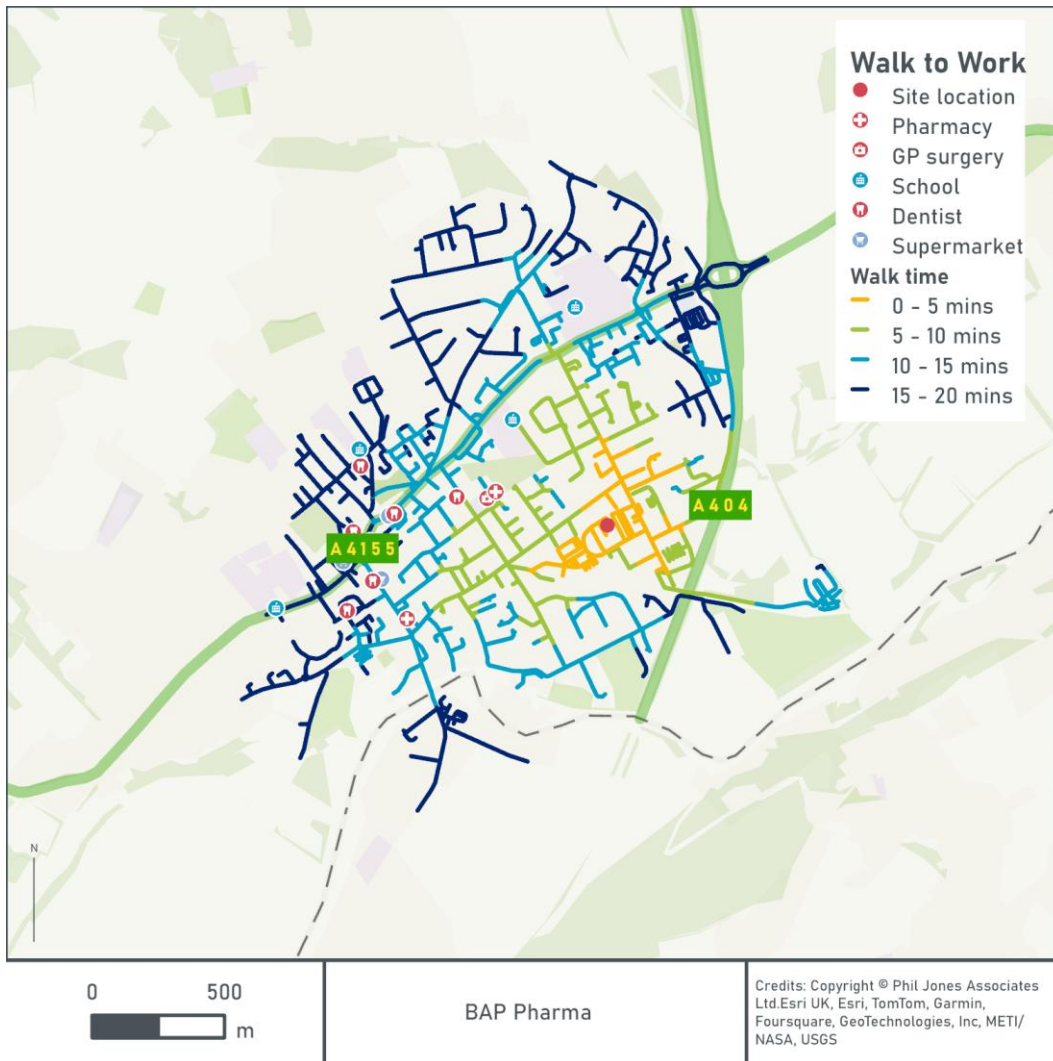 Walk to Work
Site location
Pharmacy
GP surgery
School
Dentist
Supermarket
Walk time
0 - 5 mins
5 - 10 mins
10 - 15 mins
15 - 20 mins
A404
A4155
N
0 500
m
BAP Pharma
Credits: Copyright © Phil Jones Associates
Ltd.Esri UK, Esri, TomTom, Garmin,
Foursquare, GeoTechnologies, Inc, METI/
NASA, USGS